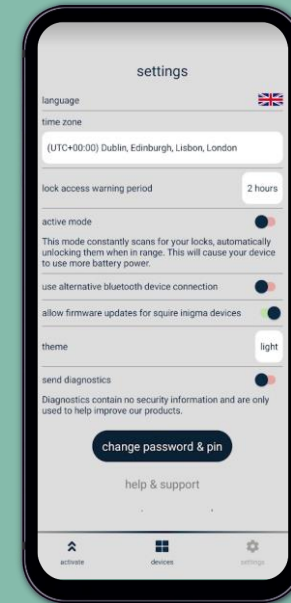 settings
language
time zone
(UTC+00:00) Dublin, Edinburgh, Lisbon, London
lock access warning period
2 hours
active mode
This mode constantly scans for your locks, automatically
unlocking them when in range. This will cause your device
to use more battery power.
use alternative bluetooth device connection
allow firmware updates for squire inigma devices
theme
light
send diagnostics
Diagnostics contain no security information and are only
used to help improve our products.
change password & pin
help & support
activate
devices
settings